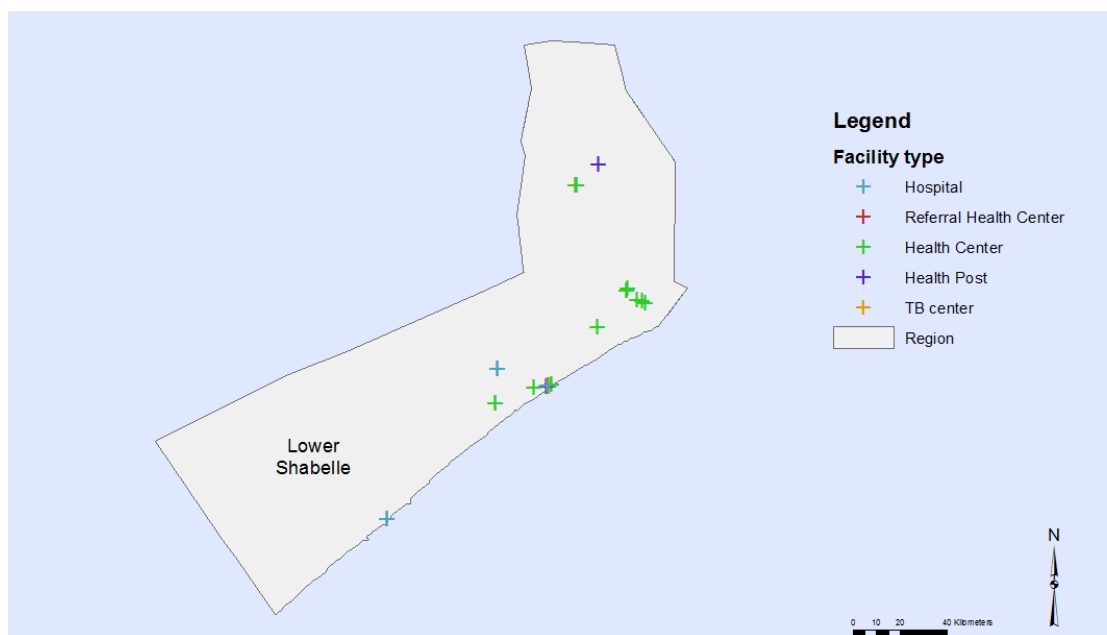 Legend
Facility type
Hospital
Referral Health Center
Health Center
Health Post
TB center
Region
Lower
Shabelle
N
0 10 20 40 Kilometers